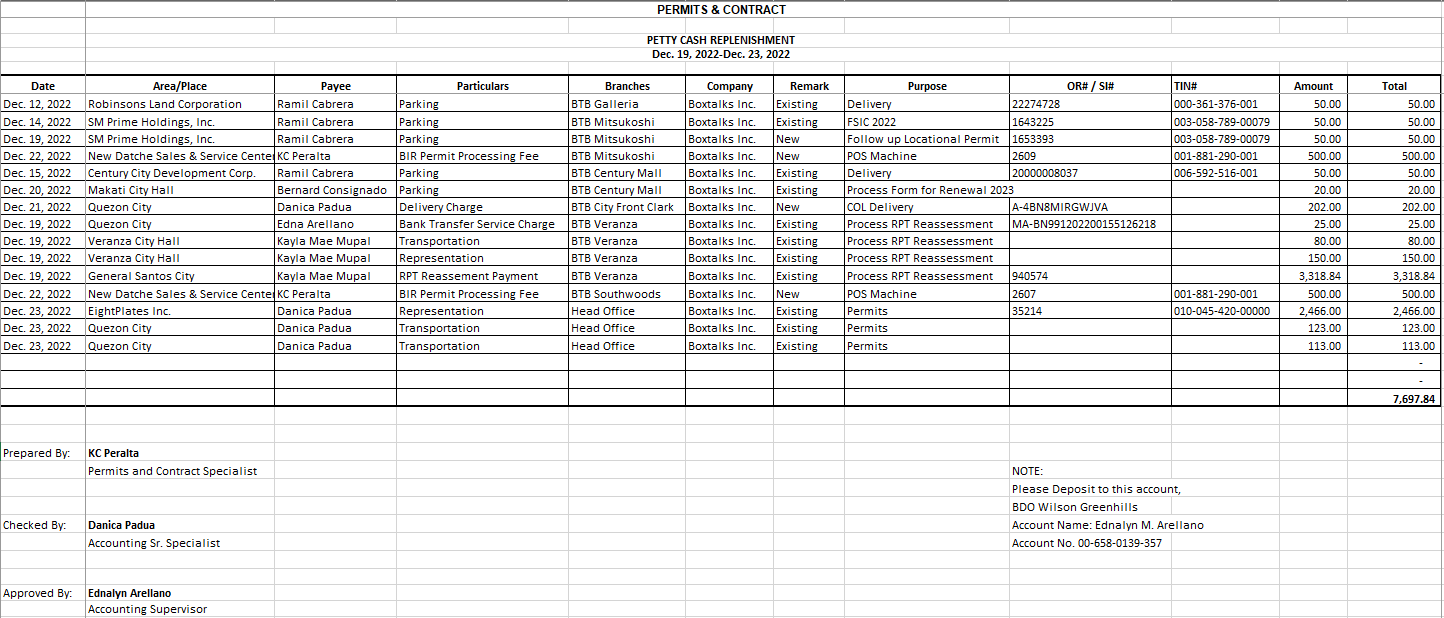 PERMITS & CONTRACT
PETTY CASH REPLENISHMENT
Dec. 19, 2022-Dec. 23, 2022
Date Area/Place Payee Particulars Branches Company Remark Purpose OR# / SI# TIN# Amount Total
Dec. 12, 2022 Robinsons Land Corporation Ramil Cabrera Parking BTB Galleria Boxtalks Inc. Existing Delivery 22274728 000-361-376-001 50.00 50.00
Dec. 14, 2022 SM Prime Holdings, Inc. Ramil Cabrera Parking BTB Mitsukoshi Boxtalks Inc. Existing FSIC 2022 1643225 003-058-789-00079 50.00 50.00
Dec. 19, 2022 SM Prime Holdings, Inc. Ramil Cabrera Parking BTB Mitsukoshi Boxtalks Inc. New Follow up Locational Permit 1653393 003-058-789-00079 50.00 50.00
Dec. 22, 2022 New Datche Sales & Service Center KC Peralta BIR Permit Processing Fee BTB Mitsukoshi Boxtalks Inc. New POS Machine 2609 001-881-290-001 500.00 500.00
Dec. 15, 2022 Century City Development Corp. Ramil Cabrera Parking BTB Century Mall Boxtalks Inc. Existing Delivery 20000008037 006-592-516-001 50.00 50.00
Dec. 20, 2022 Makati City Hall Bernard Consignado Parking BTB Century Mall Boxtalks Inc. Existing Process Form for Renewal 2023 20.00 20.00
Dec. 21, 2022 Quezon City Danica Padua Delivery Charge BTB City Front Clark Boxtalks Inc. New COL Delivery A-4BN8MIRGWJVA 202.00 202.00
Dec. 19, 2022 Quezon City Edna Arellano Bank Transfer Service Charge BTB Veranza Boxtalks Inc. Existing Process RPT Reassessment MA-BN991202200155126218 25.00 25.00
Dec. 19, 2022 Veranza City Hall Kayla Mae Mupal Transportation BTB Veranza Boxtalks Inc. Existing Process RPT Reassessment 80.00 80.00
Dec. 19, 2022 Veranza City Hall Kayla Mae Mupal Representation BTB Veranza Boxtalks Inc. Existing Process RPT Reassessment 150.00 150.00
Dec. 19, 2022 General Santos City Kayla Mae Mupal RPT Reassement Payment BTB Veranza Boxtalks Inc. Existing Process RPT Reassessment 940574 3,318.84 3,318.84
Dec. 22, 2022 New Datche Sales & Service Center KC Peralta BIR Permit Processing Fee BTB Southwoods Boxtalks Inc. New POS Machine 2607 001-881-290-001 500.00 500.00
Dec. 23, 2022 EightPlates Inc. Danica Padua Representation Head Office Boxtalks Inc. Existing Permits 35214 010-045-420-00000 2,466.00 2,466.00
Dec. 23, 2022 Quezon City Danica Padua Transportation Head Office Boxtalks Inc. Existing Permits 123.00 123.00
Dec. 23, 2022 Quezon City Danica Padua Transportation Head Office Boxtalks Inc. Existing Permits 113.00 113.00
-
-
7,697.84
Prepared By: KC Peralta
Permits and Contract Specialist
NOTE:
Please Deposit to this account,
BDO Wilson Greenhills
Checked By: Danica Padua
Account Name: Ednalyn M. Arellano
Accounting Sr. Specialist
Account No. 00-658-0139-357
Approved By: Ednalyn Arellano
Accounting Supervisor